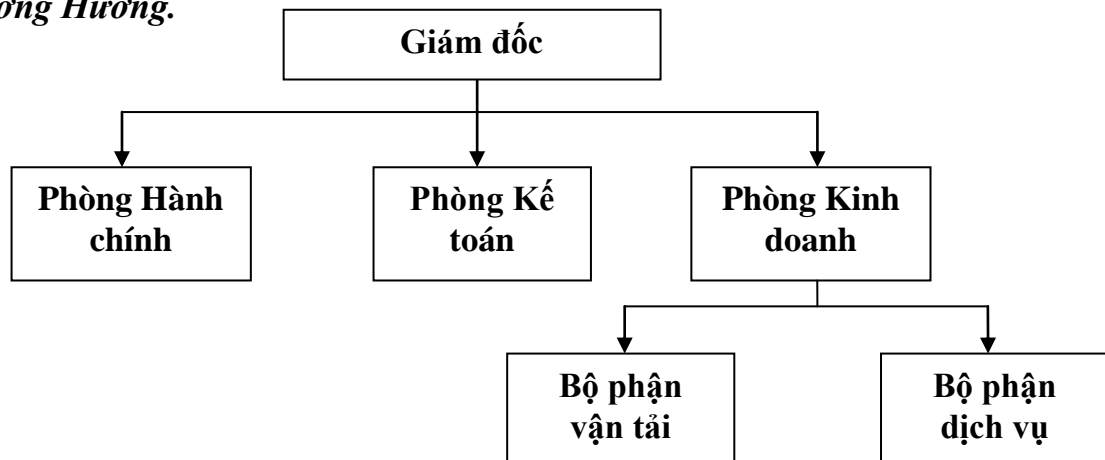 Hương.
Giám đốc
Phòng Hành
chính
Phòng Kế
toán
Phòng Kinh
doanh
Bộ phận
vận tải
Bộ phận
dịch vụ